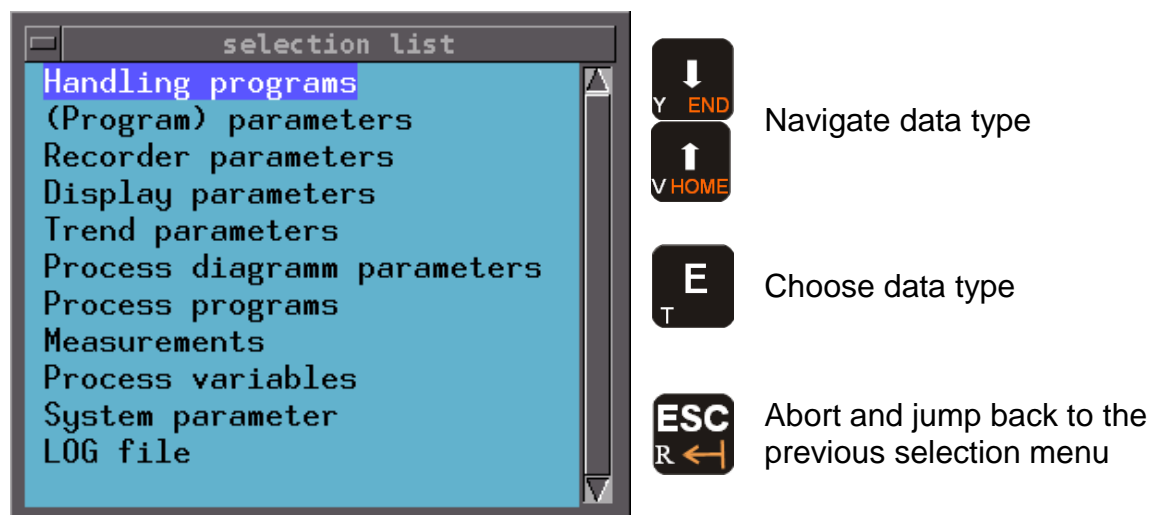 selection list
Handling programs
(Program) parameters
Recorder parameters
Display parameters
Trend parameters
Process diagramm parameters
Process programs
Measurements
Process variables
System parameter
LOG file
Y END
V HOME
Navigate data type
E
T
Choose data type
ESC
R
Abort and jump back to the
previous selection menu